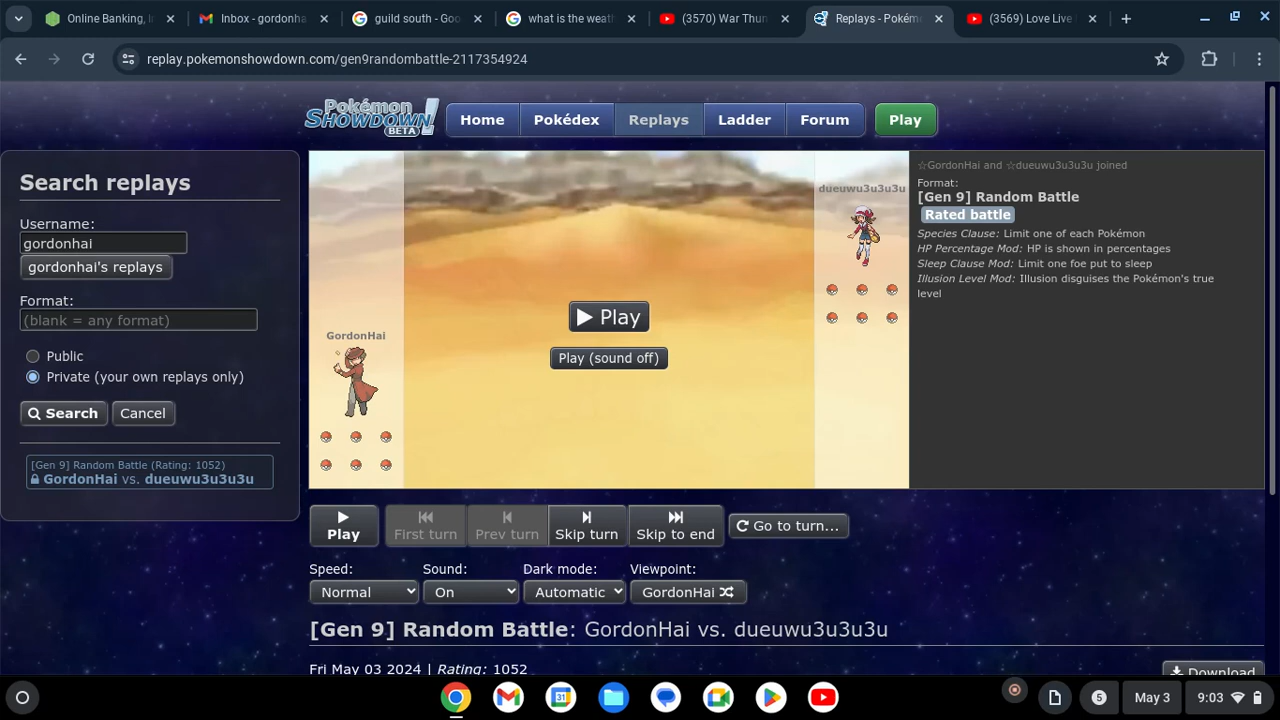 Online Banking, I
Inbox - gordonha
guild south - Goo
what is the weat
(3570) War Thun
Replays - Pokém
(3569) Love Live
replay.pokemonshowdown.com/gen9randombattle-2117354924
Pokémon
SHOWDOWN!
BETA
Home
Pokédex
Replays
Ladder
Forum
Play
Search replays
Username:
gordonhai
gordonhai's replays
Format:
(blank = any format)
Public
Private (your own replays only)
Search
Cancel
[Gen 9] Random Battle (Rating: 1052)
GordonHai vs. dueuwu3u3u3u
dueuwu3u3u3u
Play
Play (sound off)
GordonHai
☆GordonHai and ☆dueuwu3u3u3u joined
Format:
[Gen 9] Random Battle
Rated battle
Species Clause: Limit one of each Pokémon
HP Percentage Mod: HP is shown in percentages
Sleep Clause Mod: Limit one foe put to sleep
Illusion Level Mod: Illusion disguises the Pokémon's true
level
Play
First turn
Prev turn
Skip turn
Skip to end
Go to turn...
Speed:
Sound:
Dark mode:
Viewpoint:
Normal
On
Automatic
GordonHai
[Gen 9] Random Battle: GordonHai vs. dueuwu3u3u3u
Fri May 03 2024 | Rating: 1052
Download
31
5
May 3
9:03